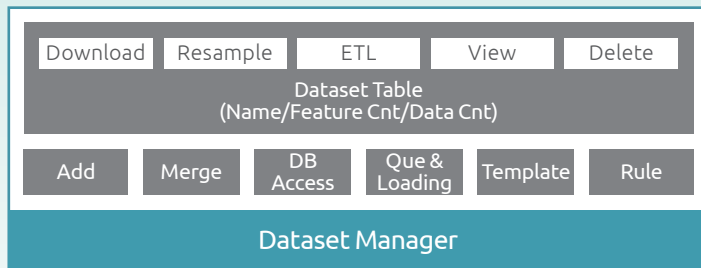 Download Resample ETL View Delete
Dataset Table
(Name/Feature Cnt/Data Cnt)
Add Merge DB Access Que & Loading Template Rule
Dataset Manager